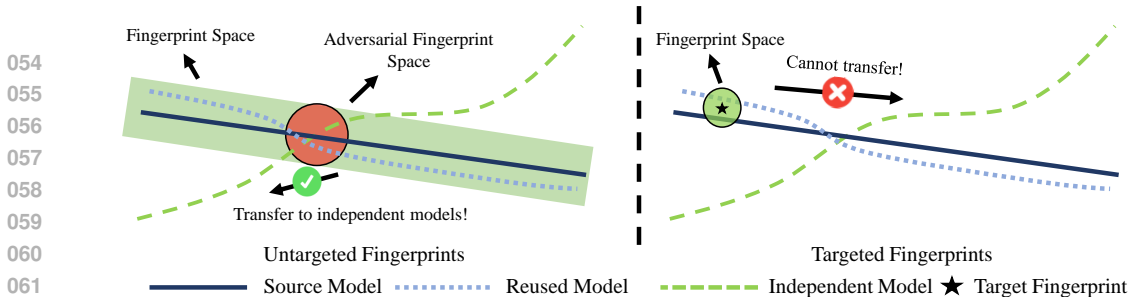 054
055
056
057
058
059
060
061
Fingerprint Space
Adversarial Fingerprint
Space
Transfer to independent models!
Untargeted Fingerprints
Fingerprint Space
Cannot transfer!
Targeted Fingerprints
Source Model
Reused Model
Independent Model
Target Fingerprint